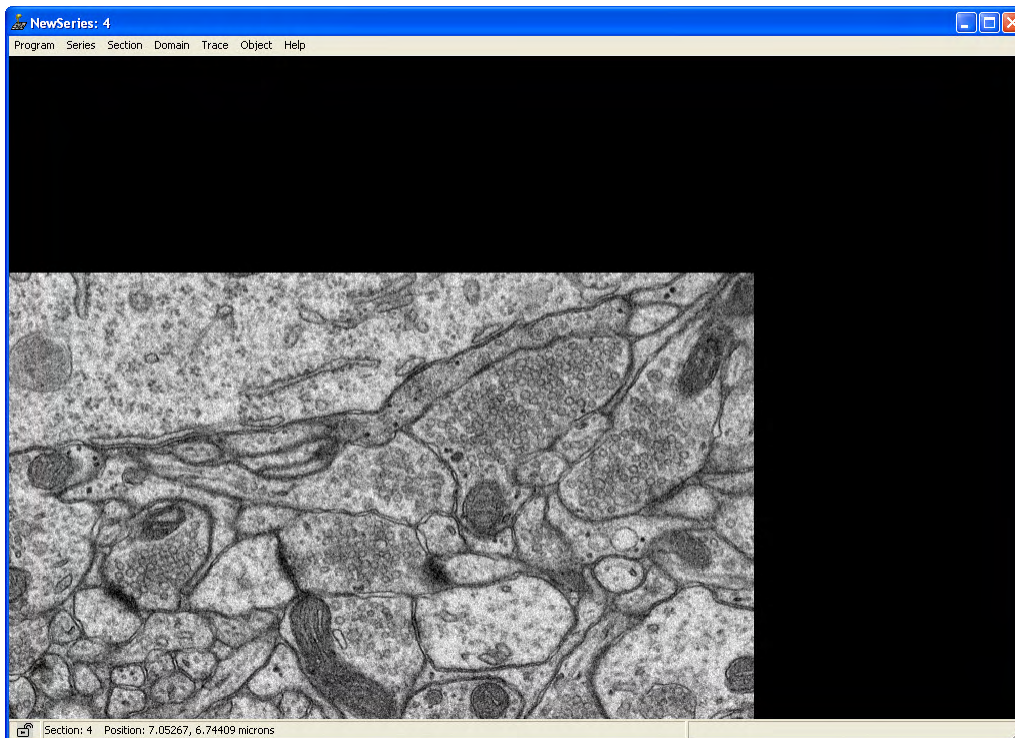 NewSeries: 4
Program Series Section Domain Trace Object Help
Section: 4 Position: 7.05267, 6.74409 microns